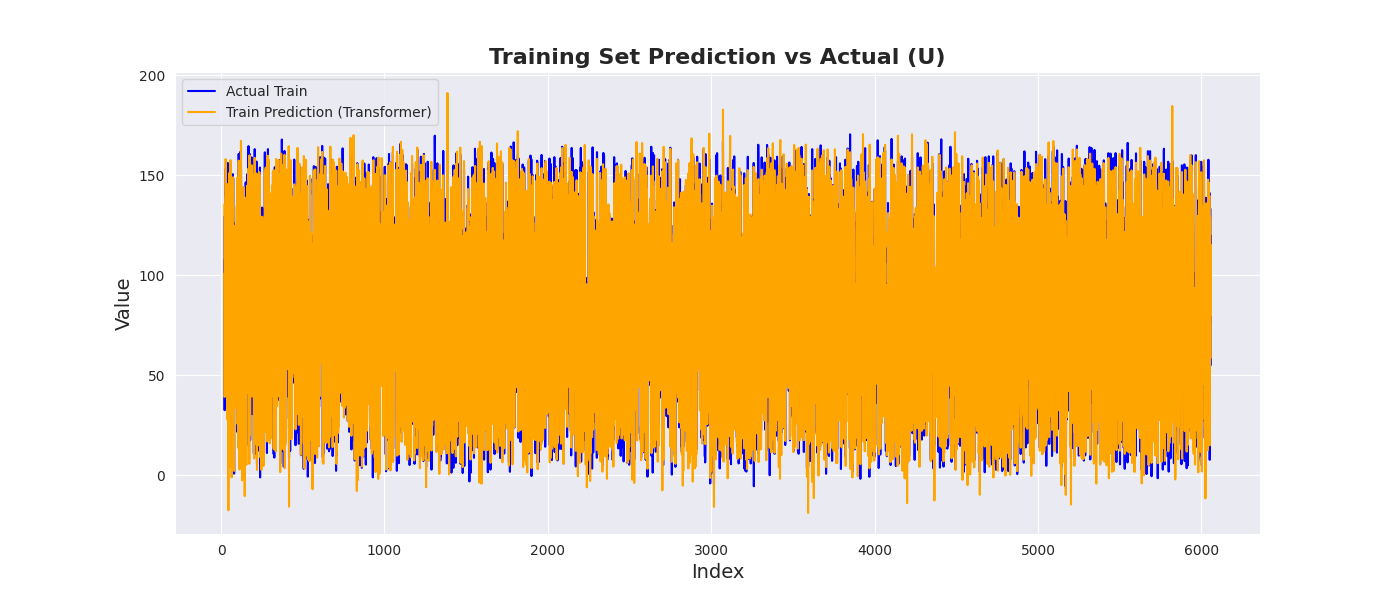 Training Set Prediction vs Actual (U)
Actual Train
Train Prediction (Transformer)
Value
200
150
100
50
0
0 1000 2000 3000 4000 5000 6000
Index